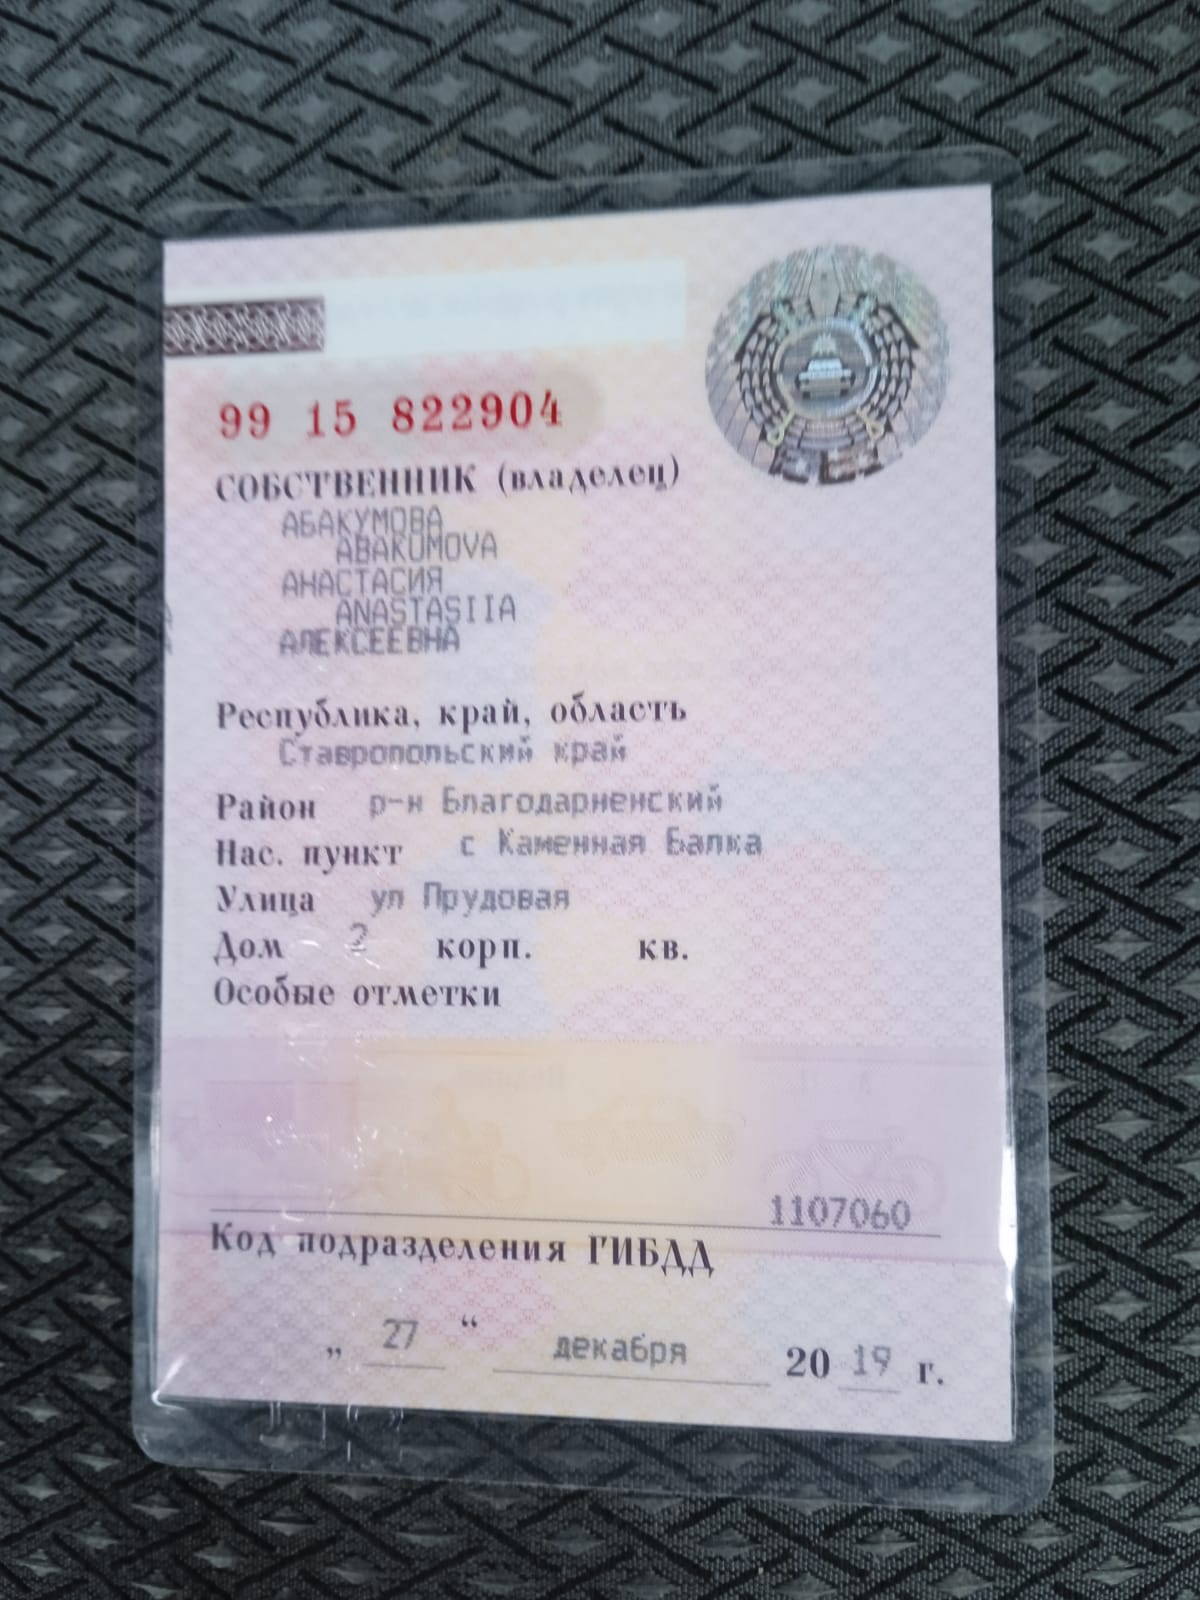 99 15 822904
СОБСТВЕННИК (владелец)
АБАКУМОВА
ABAKUMOVA
АНАСТАСИЯ
ANASTASIIA
АЛЕКСЕЕВНА
Республика, край, область
Ставропольский край
Район р-н Благодарненский
Нас. пункт с Каменная Балка
Улица ул Прудовая
Дом 2 корп. кв.
Особые отметки
1107060
Код подразделения ГИБДД
„ 27 “ декабря 20 19 г.